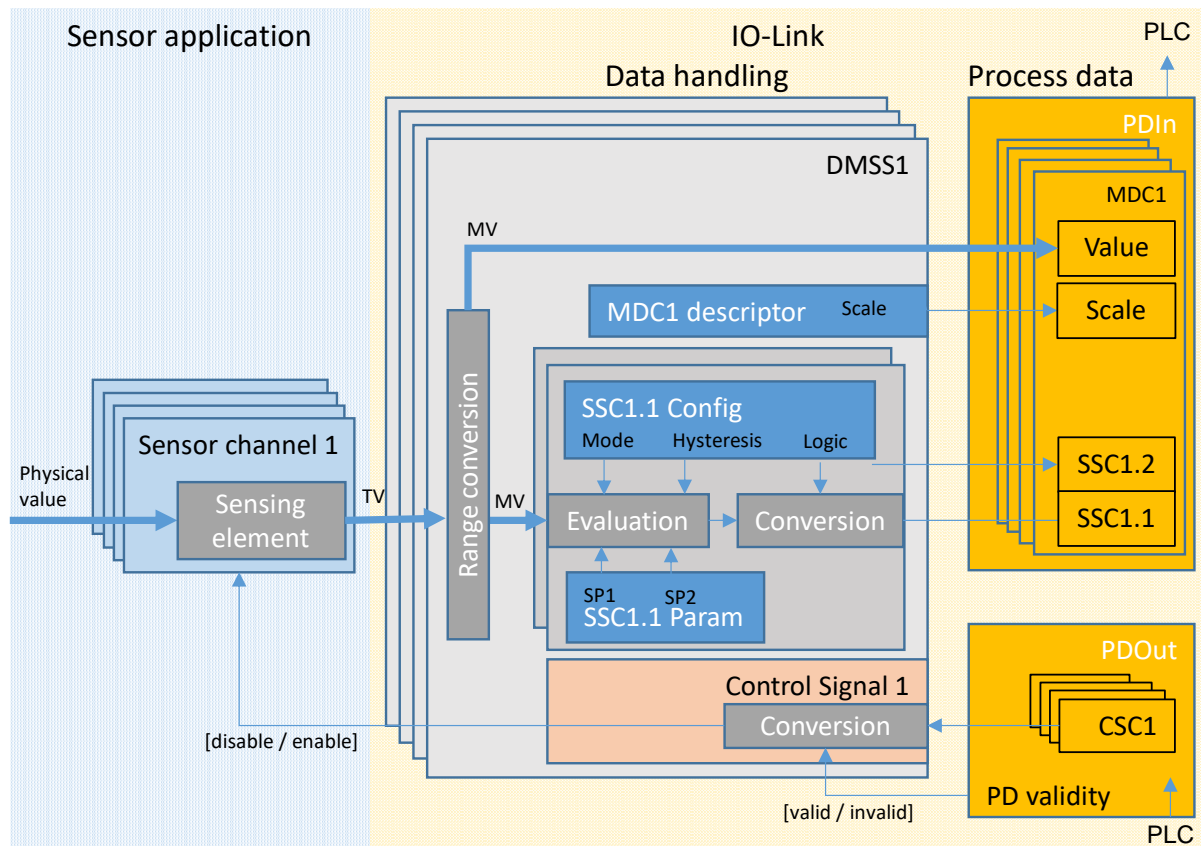 Sensor application
IO-Link
PLC
Data handling
Process data
PDIn
DMSS1
MDC1
MV
Value
MDC1 descriptor
Scale
Scale
Range conversion
SSC1.1 Config
Mode
Hysteresis
Logic
Sensor channel 1
Physical
value
Sensing
element
TV
MV
Evaluation
Conversion
SSC1.2
SSC1.1
SP1
SP2
SSC1.1 Param
PDOut
Control Signal 1
Conversion
CSC1
[disable / enable]
PD validity
[valid / invalid]
PLC